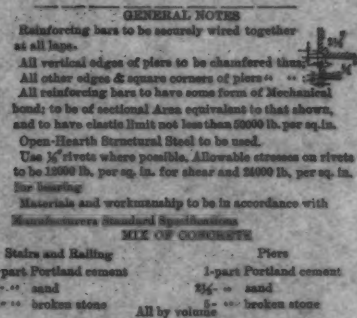 GENERAL NOTES
Reinforcing bars to be securely wired together
at all laps.
All vertical edges of piers to be chamfered thus
All other edges & square corners of piers " "
All reinforcing bars to have some form of Mechanical
bond; to be of sectional Area equivalent to that shown,
and to have elastic limit not less than 50000 lb. per sq.in.
Open-Hearth Structural Steel to be used.
Use rivets where possible, Allowable stresses on rivets
to be 12000 lb. per sq. in. for shear and 24000 lb. per sq. in.
for bearing
Materials and workmanship to be in accordance with
Manufacturers Standard Specifications
MIX OF CONCRETE
Stairs and Railing Piers
part Portland cement 1-part Portland cement
" " sand 2½- " sand
" " broken stone 5- " " broken stone
All by volume